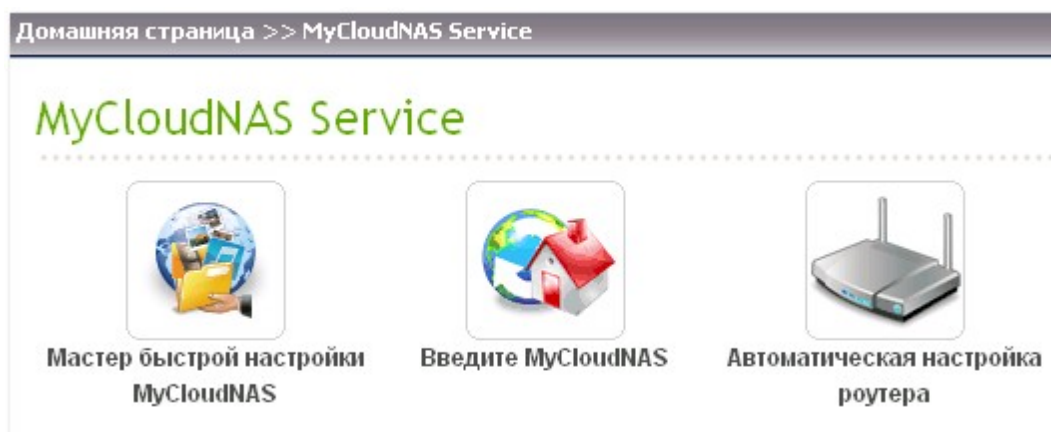 Домашняя страница >> MyCloudNAS Service
MyCloudNAS Service
Мастер быстрой настройки
MyCloudNAS
Введите MyCloudNAS
Автоматическая настройка
роутера